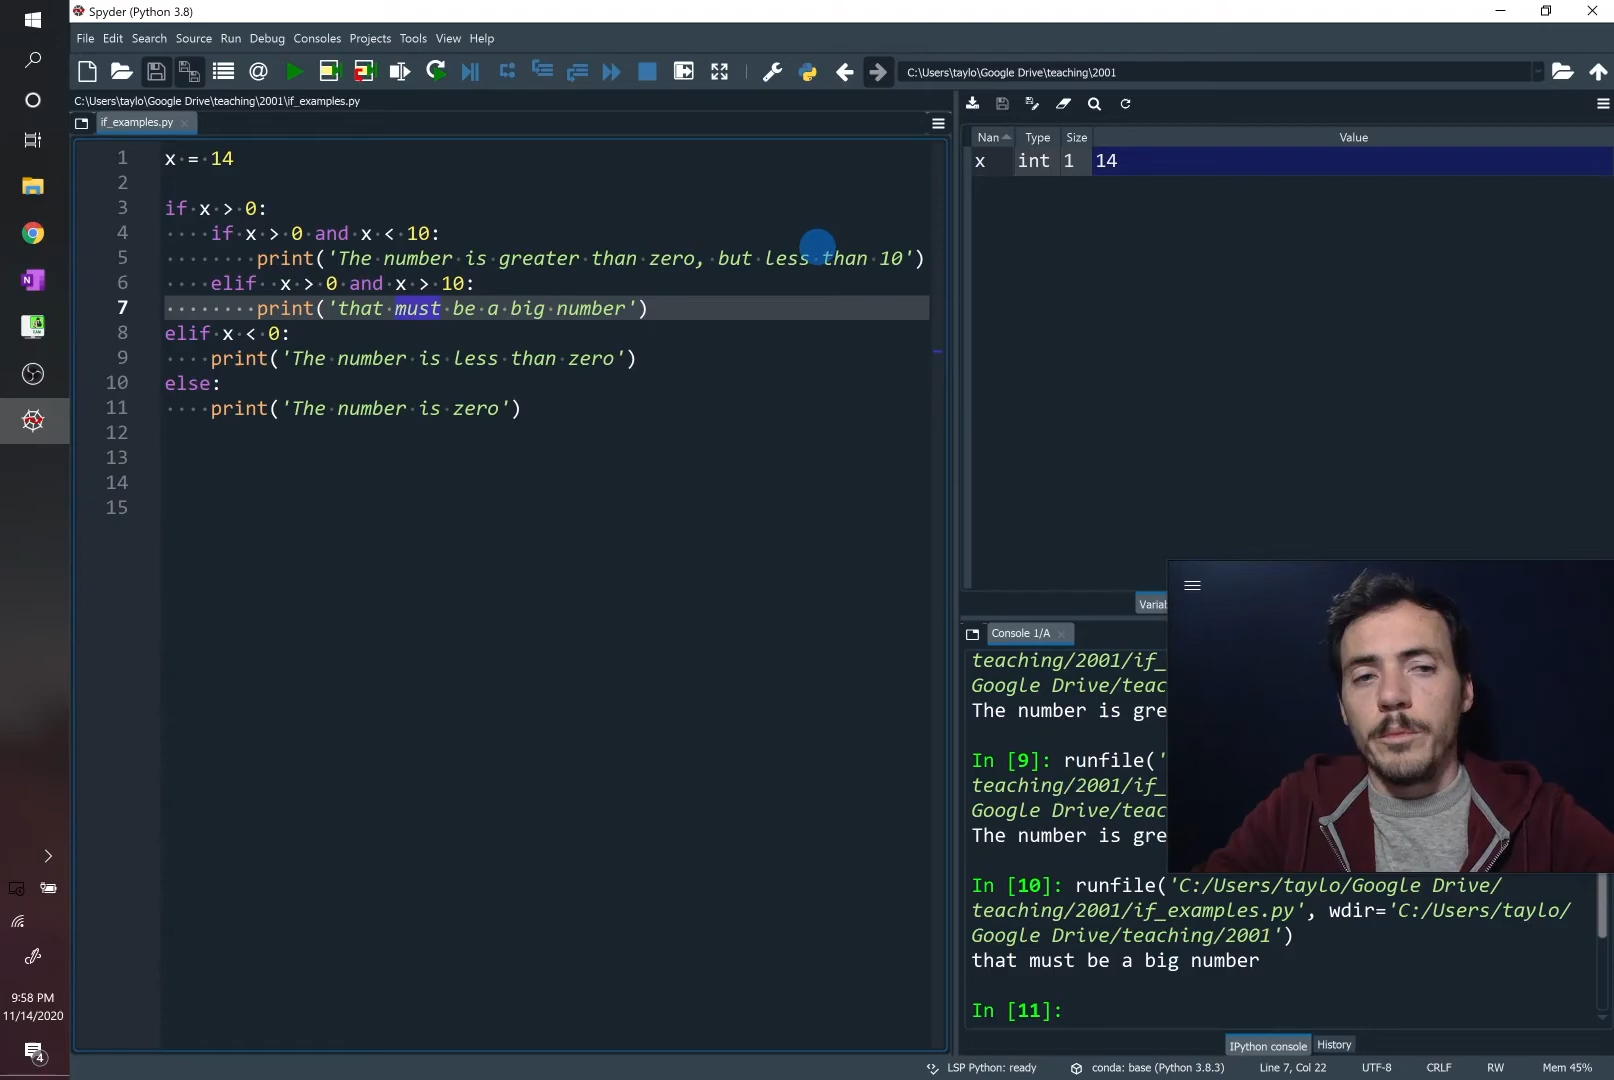 Spyder (Python 3.8)
File Edit Search Source Run Debug Consoles Projects Tools View Help
C:\Users\taylo\Google Drive\teaching\2001
C:\Users\taylo\Google Drive\teaching\2001\if_examples.py
if_examples.py
1 x = 14
2
3 if x > 0:
4 if x > 0 and x < 10:
5 print('The number is greater than zero, but less than 10')
6 elif x > 0 and x > 10:
7 print('that must be a big number')
8 elif x < 0:
9 print('The number is less than zero')
10 else:
11 print('The number is zero')
12
13
14
15
Nan Type Size Value
x int 1 14
Variab
Console 1/A
teaching/2001/if_
Google Drive/teac
The number is gre
In [9]: runfile('
teaching/2001/if_
Google Drive/teac
The number is gre
In [10]: runfile('C:/Users/taylo/Google Drive/
teaching/2001/if_examples.py', wdir='C:/Users/taylo/
Google Drive/teaching/2001')
that must be a big number
In [11]:
IPython console History
LSP Python: ready conda: base (Python 3.8.3) Line 7, Col 22 UTF-8 CRLF RW Mem 45%
9:58 PM
11/14/2020
4